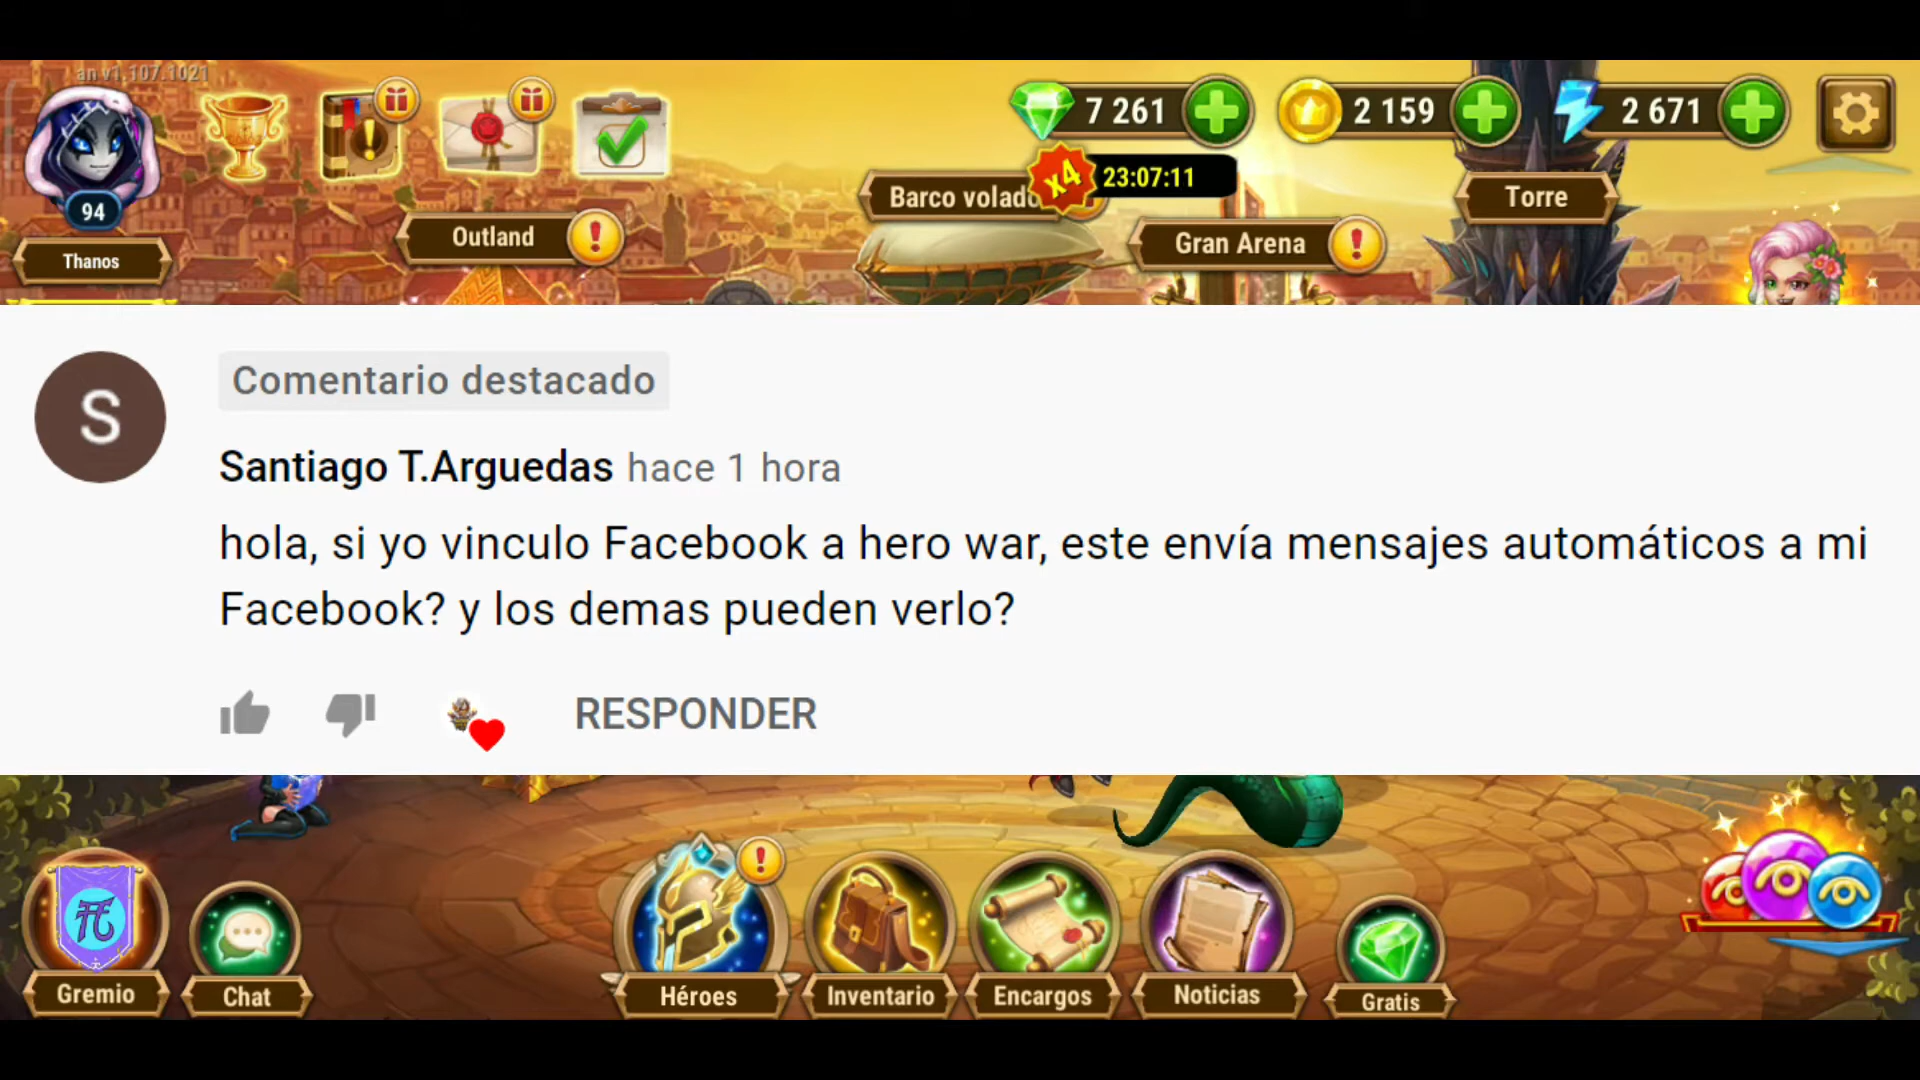 an v1.107.1021
7 261
2 159
2 671
x4 23:07:11
94
Thanos
Outland
Barco volado
Gran Arena
Torre
Comentario destacado
S
Santiago T.Arguedas hace 1 hora
hola, si yo vinculo Facebook a hero war, este envía mensajes automáticos a mi
Facebook? y los demas pueden verlo?
RESPONDER
Gremio
Chat
Héroes
Inventario
Encargos
Noticias
Gratis